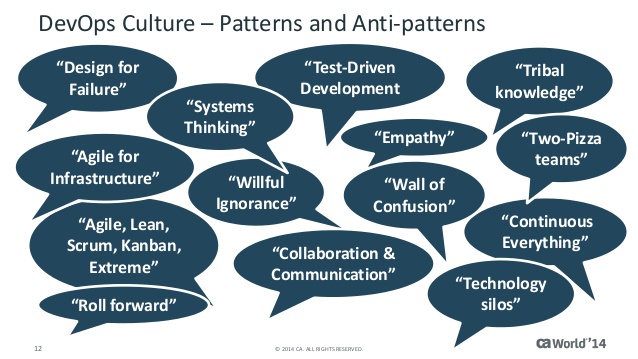 DevOps Culture – Patterns and Anti-patterns
“Design for
Failure”
“Test-Driven
Development
“Tribal
knowledge”
“Systems
Thinking”
“Empathy”
“Two-Pizza
teams”
“Agile for
Infrastructure”
“Willful
Ignorance”
“Wall of
Confusion”
“Agile, Lean,
Scrum, Kanban,
Extreme”
“Continuous
Everything”
“Collaboration &
Communication”
“Technology
silos”
“Roll forward”
12
© 2014 CA. ALL RIGHTS RESERVED.
ca World ’14